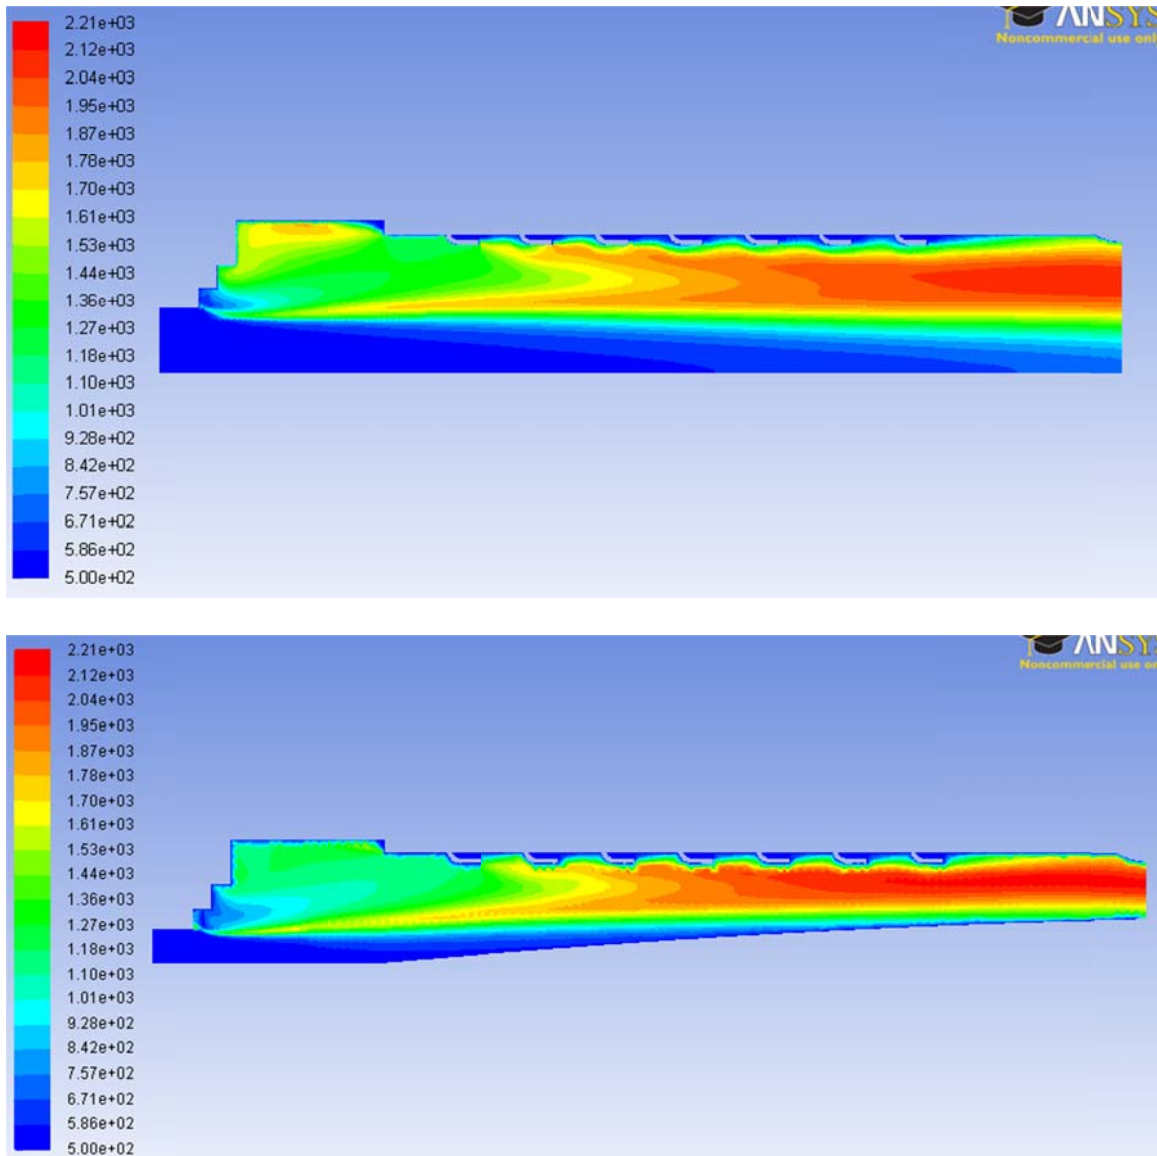 ANSYS
Noncommercial use only
2.21e+03
2.12e+03
2.04e+03
1.95e+03
1.87e+03
1.78e+03
1.70e+03
1.61e+03
1.53e+03
1.44e+03
1.36e+03
1.27e+03
1.18e+03
1.10e+03
1.01e+03
9.28e+02
8.42e+02
7.57e+02
6.71e+02
5.86e+02
5.00e+02
ANSYS
Noncommercial use on
2.21e+03
2.12e+03
2.04e+03
1.95e+03
1.87e+03
1.78e+03
1.70e+03
1.61e+03
1.53e+03
1.44e+03
1.36e+03
1.27e+03
1.18e+03
1.10e+03
1.01e+03
9.28e+02
8.42e+02
7.57e+02
6.71e+02
5.86e+02
5.00e+02